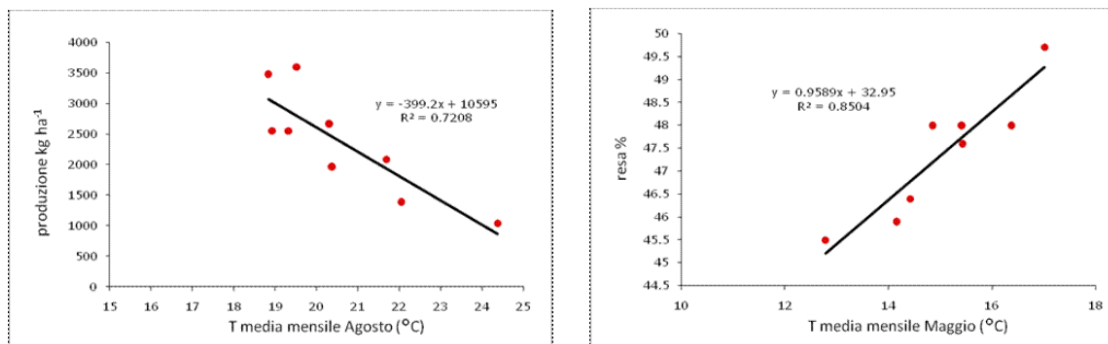 4000
3500
3000
2500
2000
1500
1000
500
0
produzione kg ha⁻¹
y = -399.2x + 10595
R² = 0.7208
15 16 17 18 19 20 21 22 23 24 25
T media mensile Agosto (°C)
50
49.5
49
48.5
48
47.5
47
46.5
46
45.5
45
44.5
resa %
y = 0.9589x + 32.95
R² = 0.8504
10 12 14 16 18
T media mensile Maggio (°C)